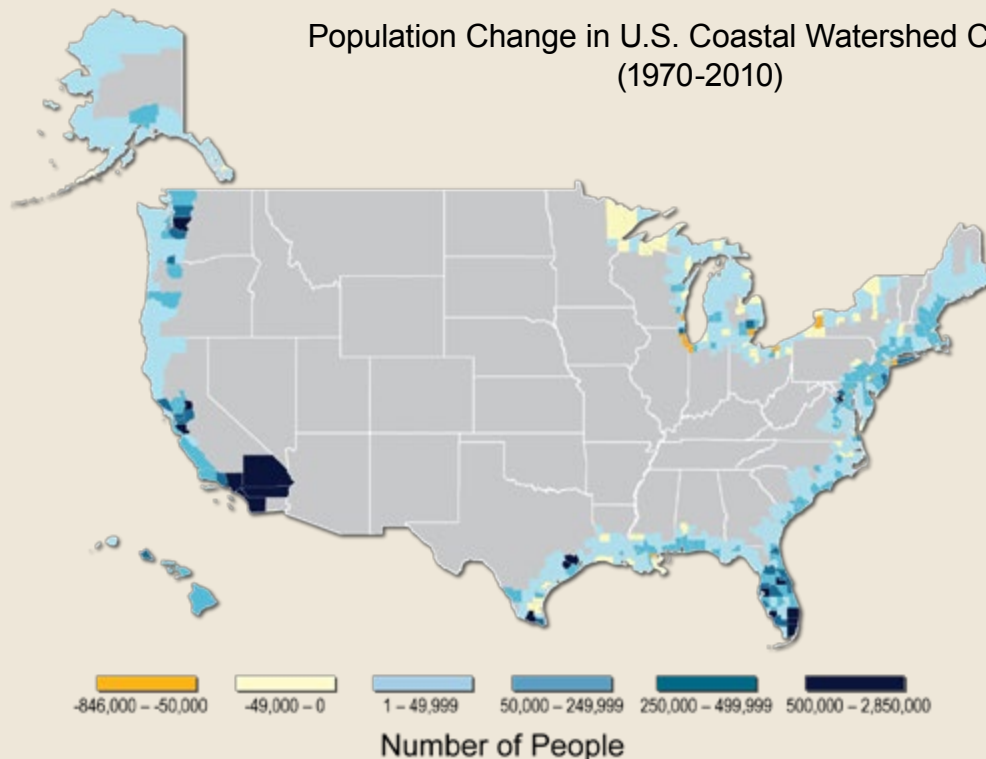 Population Change in U.S. Coastal Watershed C
(1970-2010)
-846,000 – -50,000 -49,000 – 0 1 – 49,999 50,000 – 249,999 250,000 – 499,999 500,000 – 2,850,000
Number of People